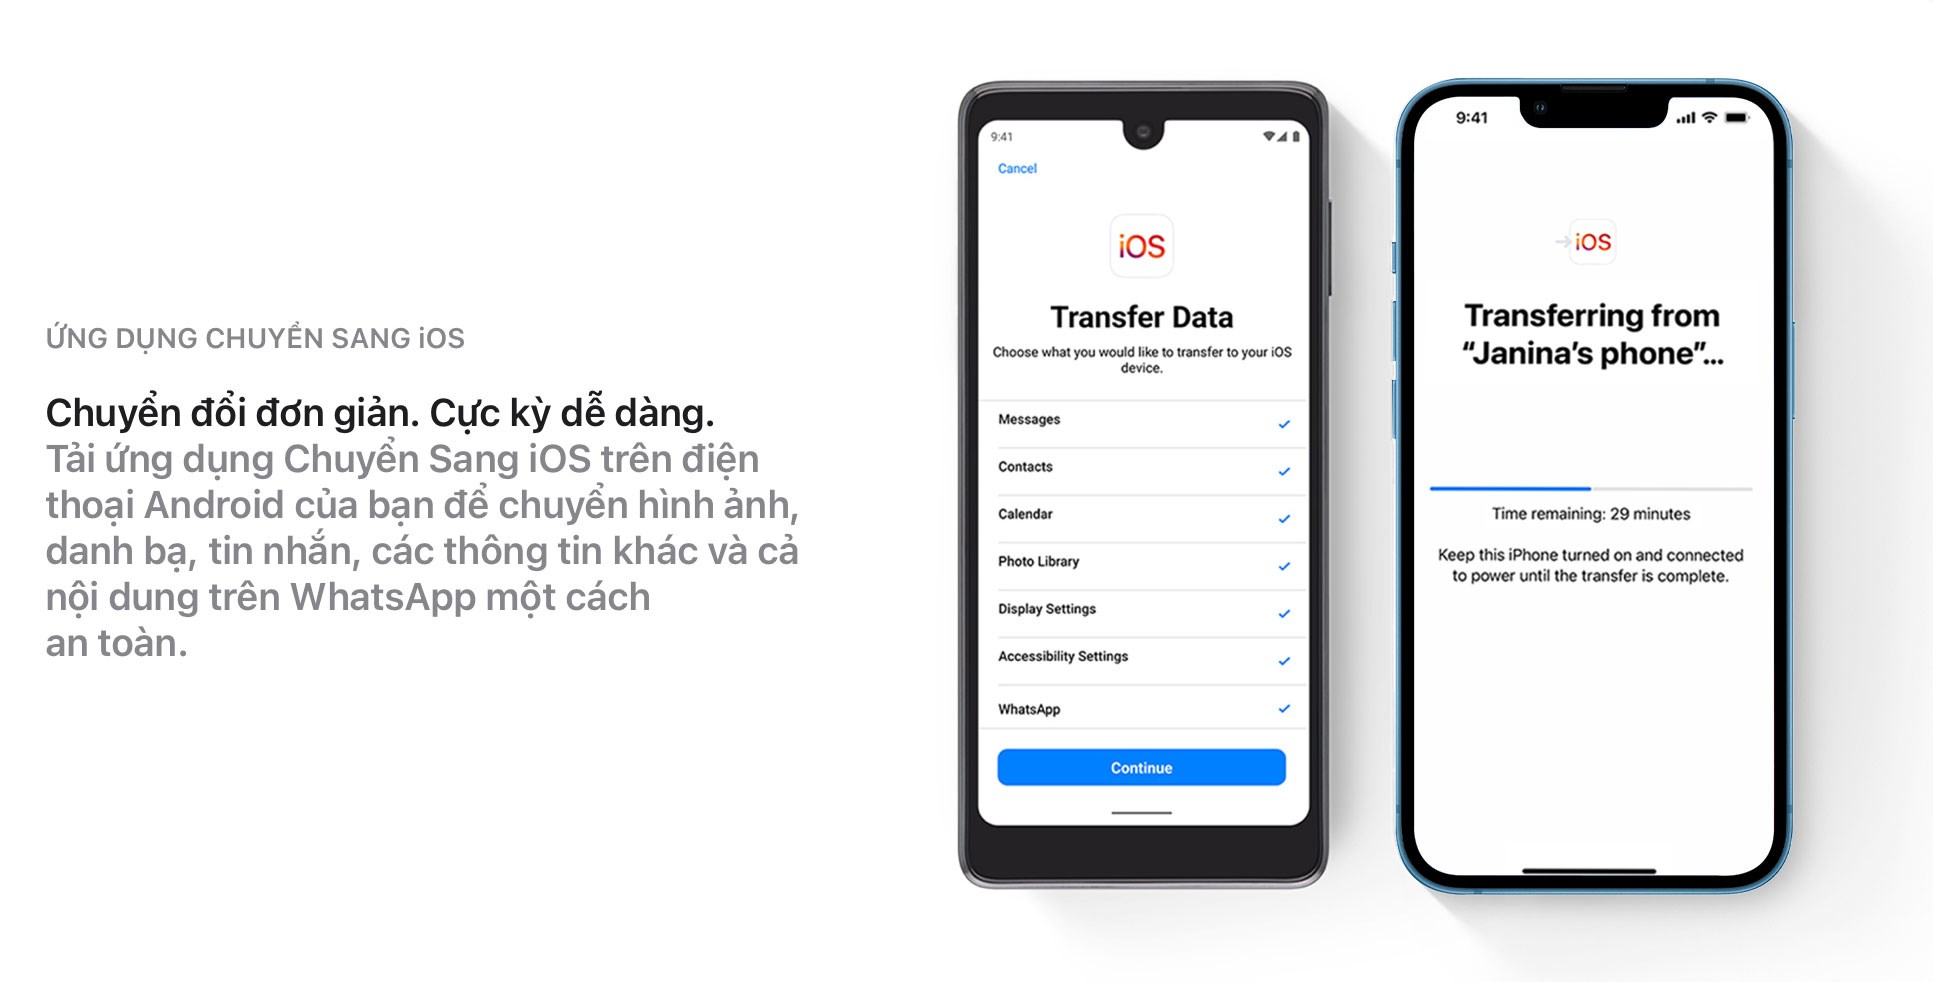 ỨNG DỤNG CHUYỂN SANG iOS
Chuyển đổi đơn giản. Cực kỳ dễ dàng.
Tải ứng dụng Chuyển Sang iOS trên điện
thoại Android của bạn để chuyển hình ảnh,
danh bạ, tin nhắn, các thông tin khác và cả
nội dung trên WhatsApp một cách
an toàn.
9:41
Cancel
iOS
Transfer Data
Choose what you would like to transfer to your iOS
device.
Messages
Contacts
Calendar
Photo Library
Display Settings
Accessibility Settings
WhatsApp
Continue
9:41
iOS
Transferring from
“Janina’s phone”...
Time remaining: 29 minutes
Keep this iPhone turned on and connected
to power until the transfer is complete.